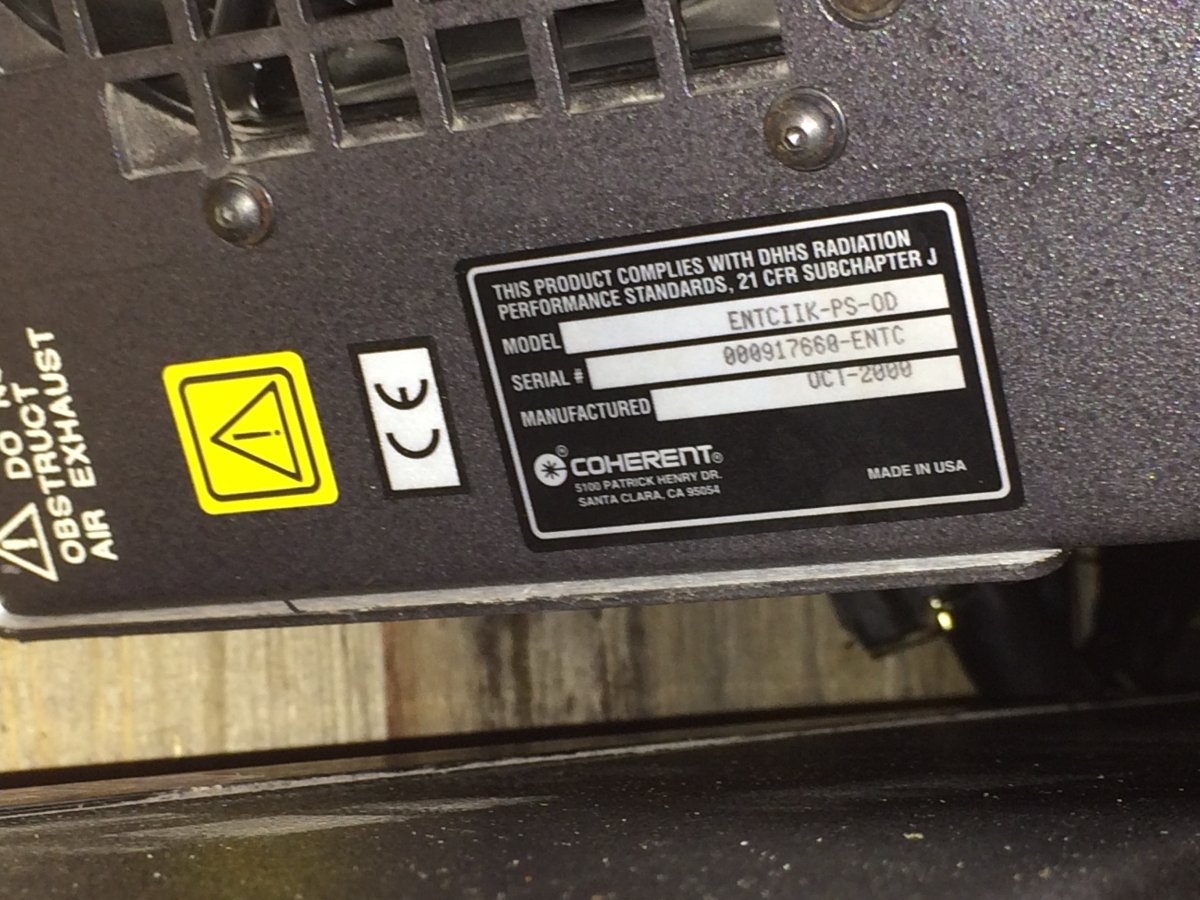 THIS PRODUCT COMPLIES WITH DHHS RADIATION
PERFORMANCE STANDARDS, 21 CFR SUBCHAPTER J
MODEL ENTCIIK-PS-OD
SERIAL # 000917660-ENTC
MANUFACTURED OCT-2000
COHERENT®
5100 PATRICK HENRY DR.
SANTA CLARA, CA 95054
MADE IN USA
CE
!
DO
OBSTRUCT
AIR EXHAUST